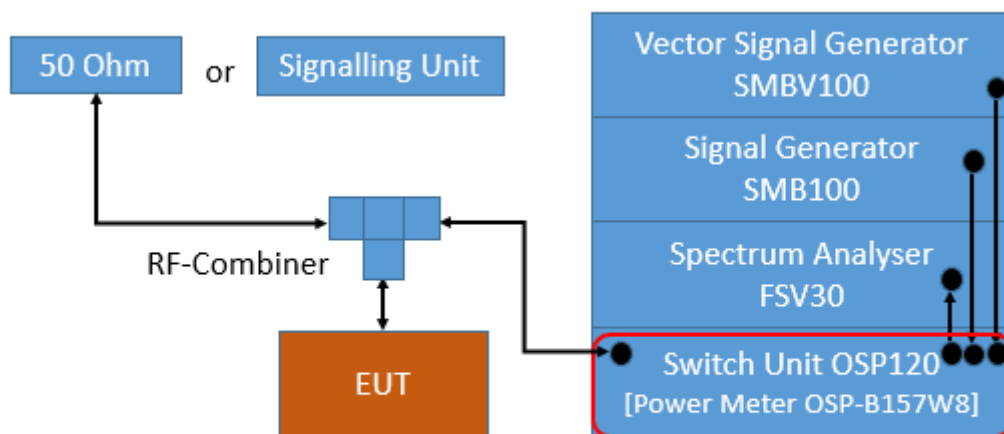 50 Ohm
or
Signalling Unit
Vector Signal Generator
SMBV100
Signal Generator
SMB100
RF-Combiner
Spectrum Analyser
FSV30
EUT
Switch Unit OSP120
[Power Meter OSP-B157W8]